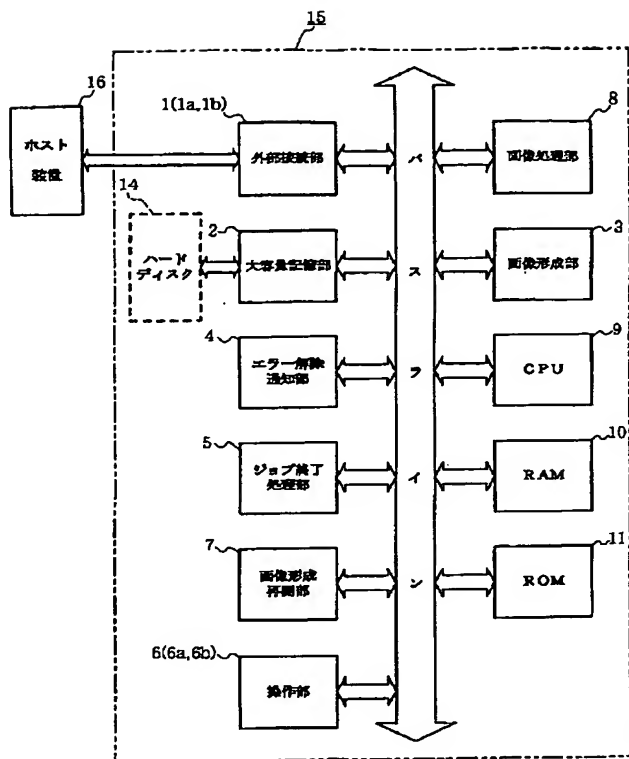 15
16
ホスト
装置
1(1a,1b)
外部接続部
8
画像処理部
14
ハード
ディスク
2
大容量記憶部
3
画像形成部
4
エラー解除
通知部
9
CPU
5
ジョブ終了
処理部
10
RAM
7
画像形成
再開部
11
ROM
6(6a,6b)
操作部
バスライン